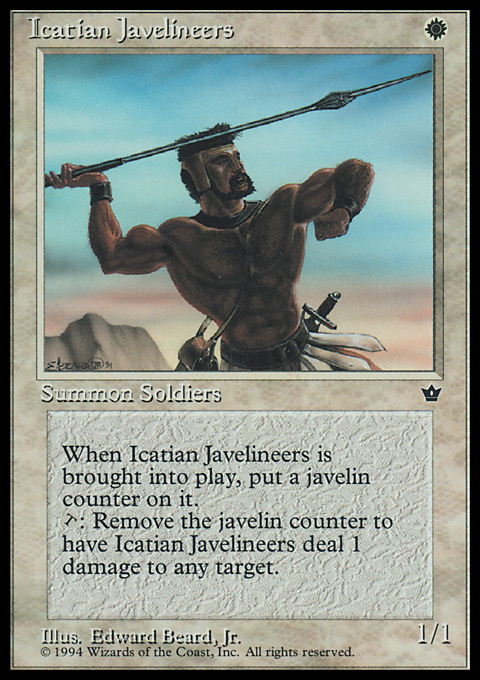 Icatian Javelineers
Summon Soldiers
When Icatian Javelineers is
brought into play, put a javelin
counter on it.
: Remove the javelin counter to
have Icatian Javelineers deal 1
damage to any target.
Illus. Edward Beard, Jr.
1/1
© 1994 Wizards of the Coast, Inc. All rights reserved.